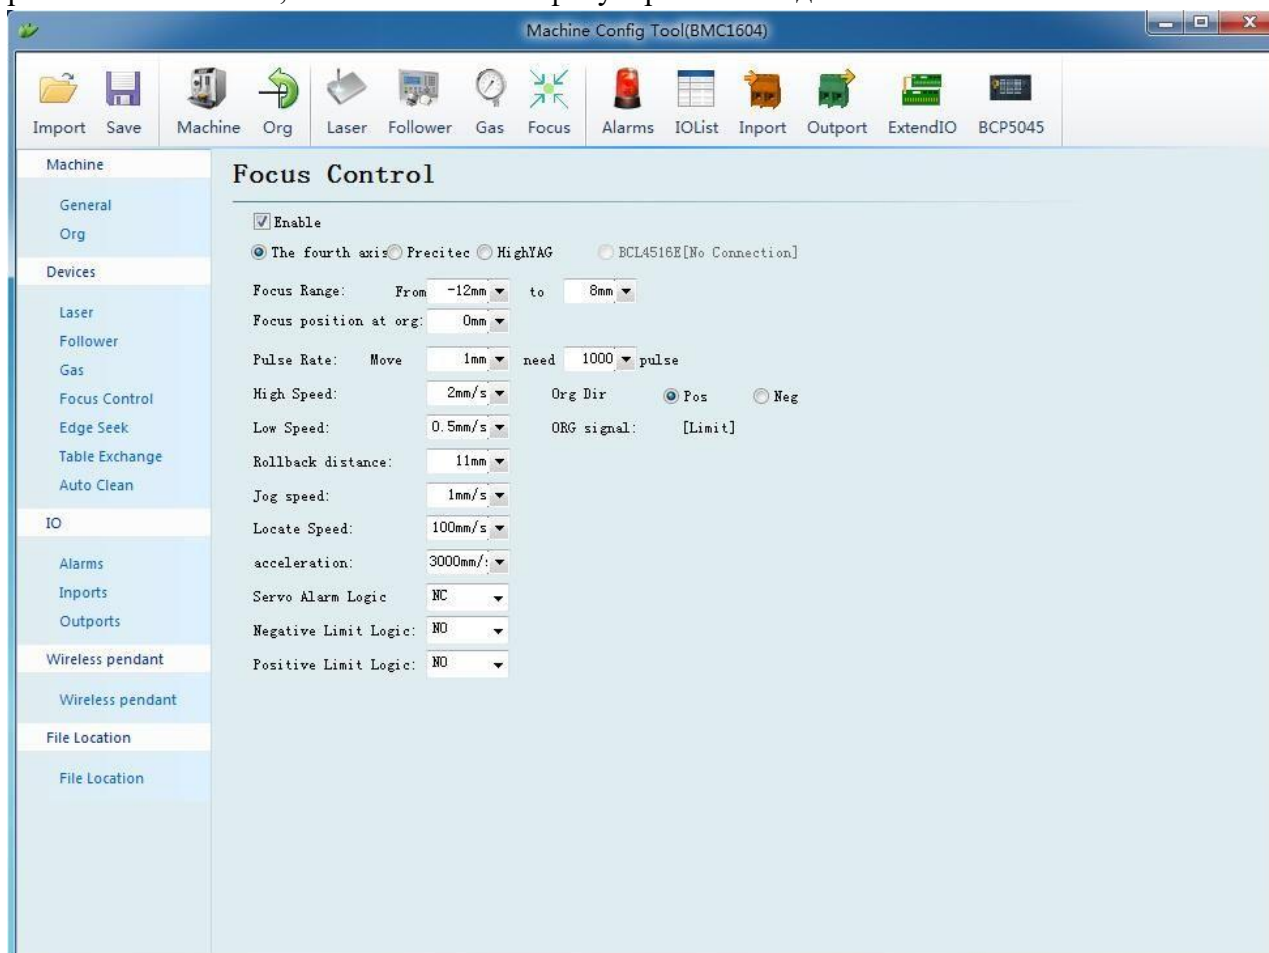 Machine Config Tool(BMC1604)
Import Save Machine Org Laser Follower Gas Focus Alarms IOList Inport Outport ExtendIO BCP5045
Machine
General
Org
Devices
Laser
Follower
Gas
Focus Control
Edge Seek
Table Exchange
Auto Clean
IO
Alarms
Inports
Outports
Wireless pendant
Wireless pendant
File Location
File Location
Focus Control
Enable
The fourth axis Precitec HighYAG BCL4516E[No Connection]
Focus Range: From -12mm to 8mm
Focus position at org: 0mm
Pulse Rate: Move 1mm need 1000 pulse
High Speed: 2mm/s Org Dir Pos Neg
Low Speed: 0.5mm/s ORG signal: [Limit]
Rollback distance: 11mm
Jog speed: 1mm/s
Locate Speed: 100mm/s
acceleration: 3000mm/
Servo Alarm Logic NC
Negative Limit Logic: NO
Positive Limit Logic: NO